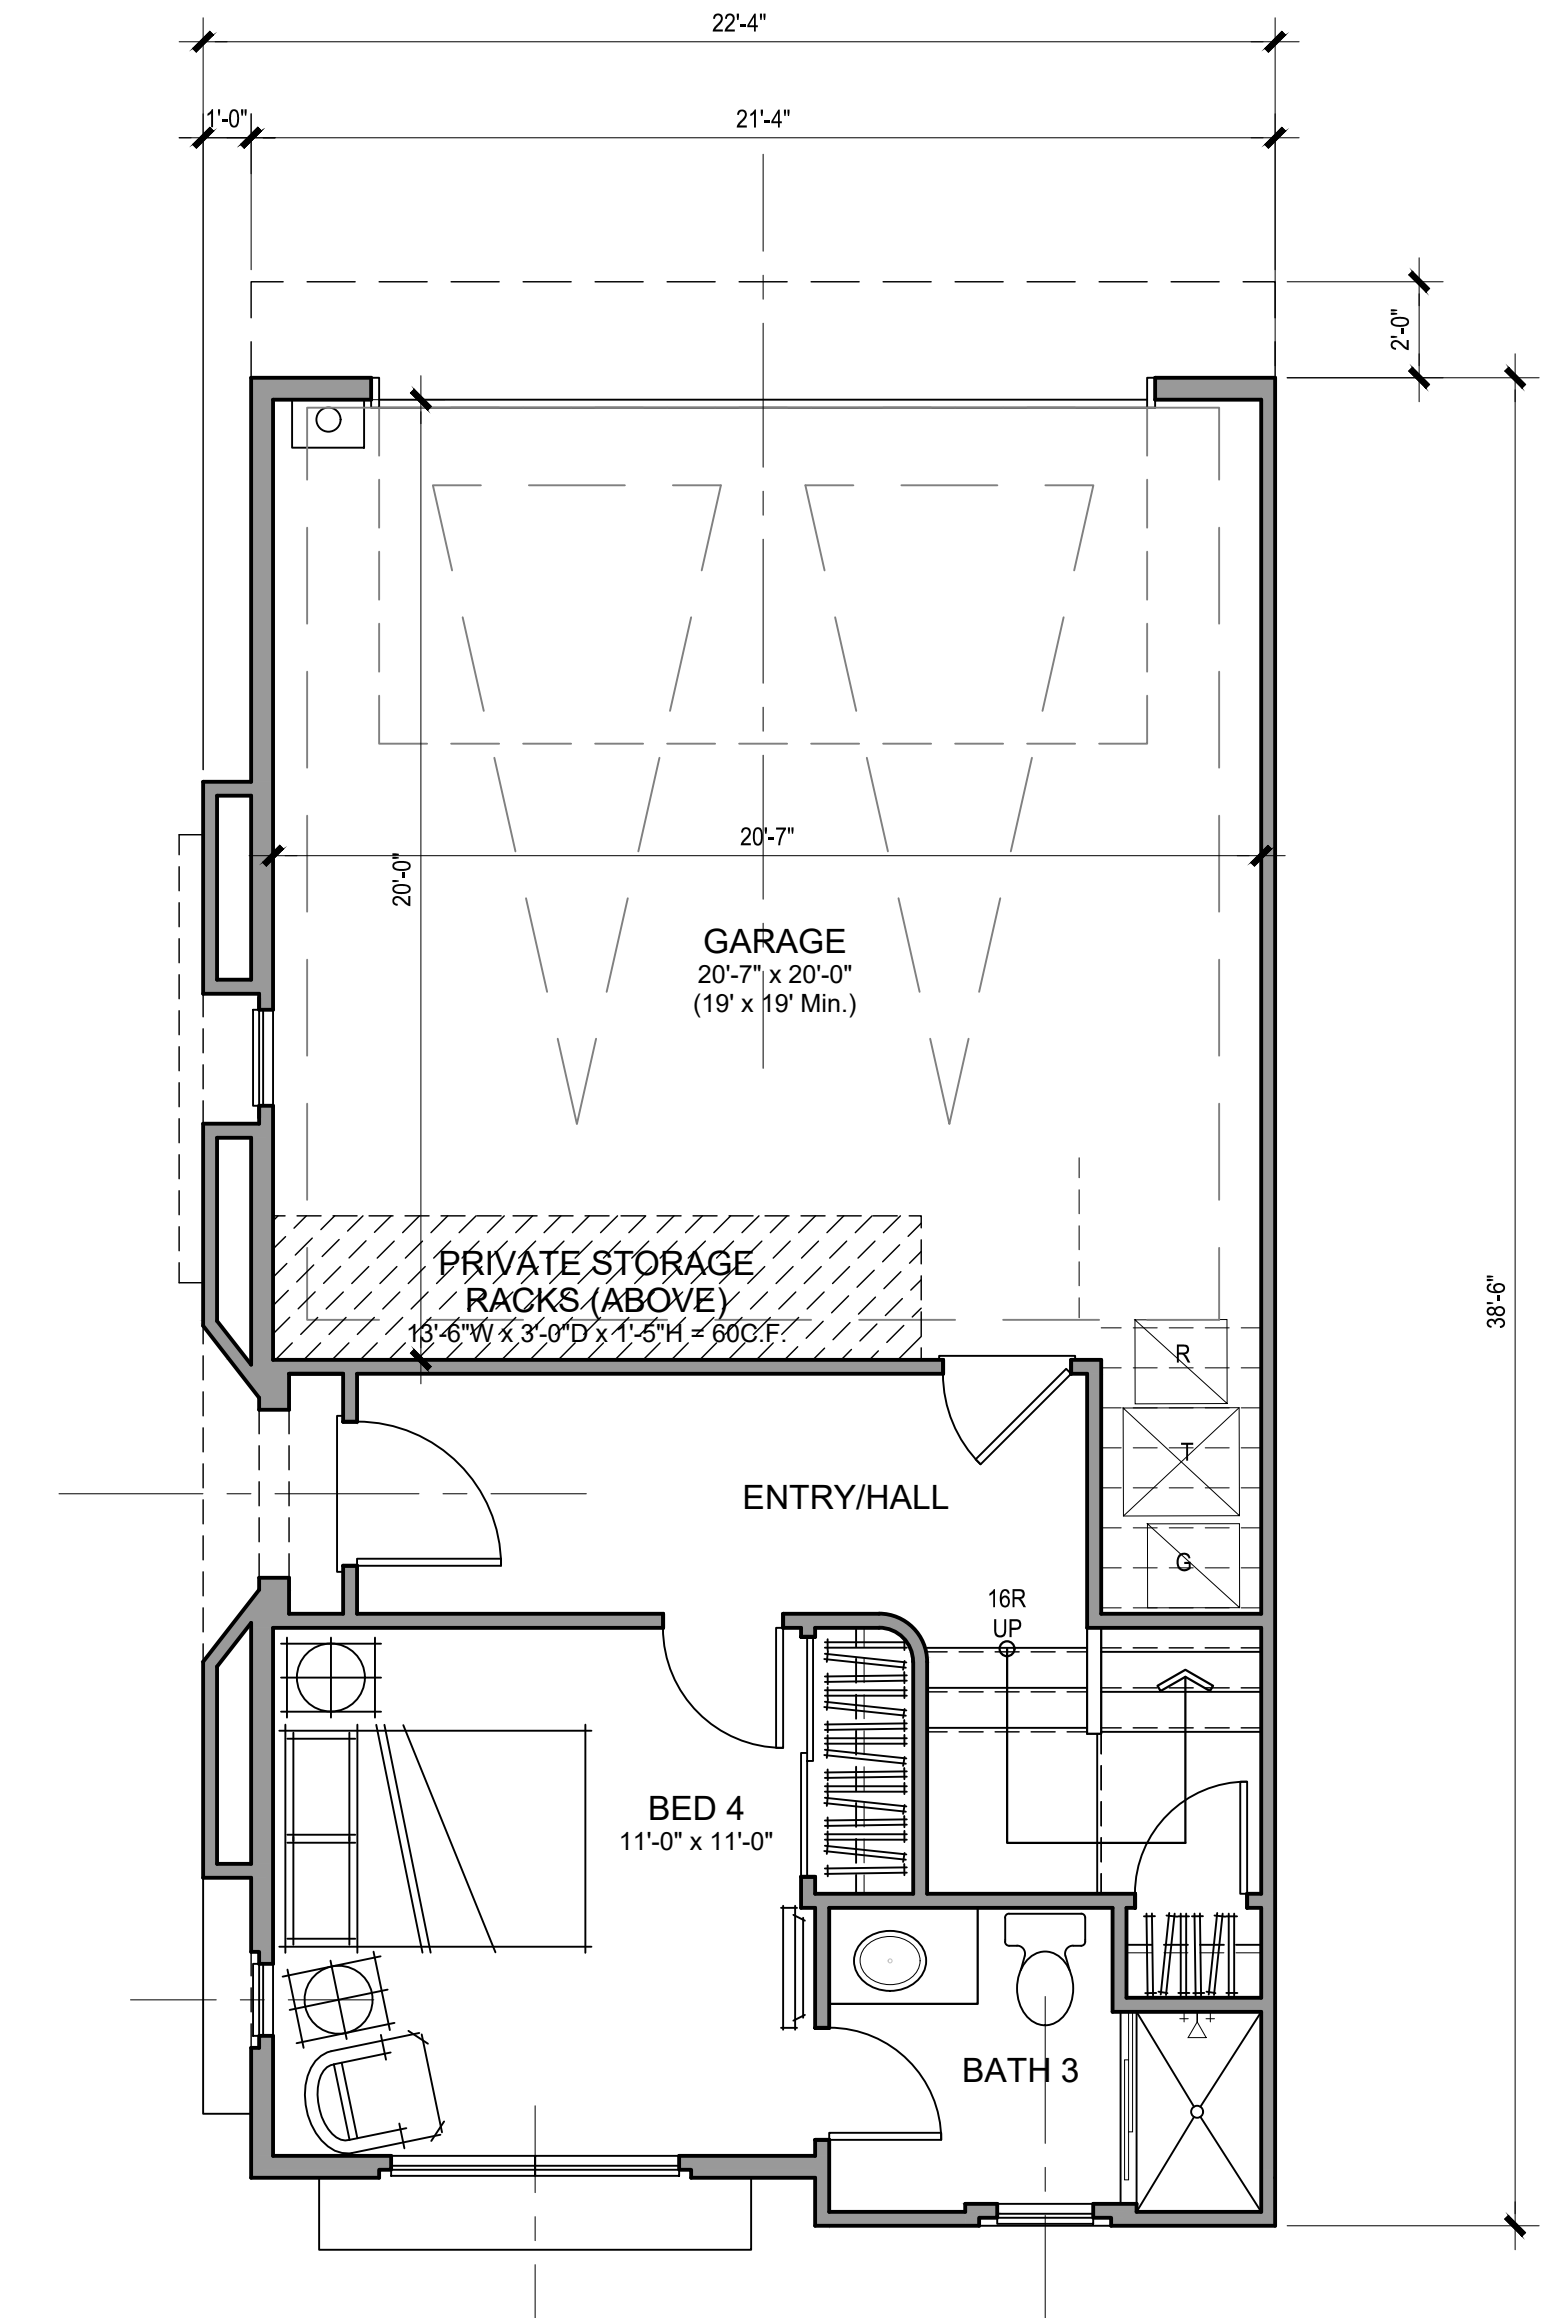 22'-4"
1'-0"
21'-4"
2'-0"
20'-7"
20'-0"
GARAGE
20'-7" x 20'-0"
(19' x 19' Min.)
PRIVATE STORAGE
RACKS (ABOVE)
13'-6"W x 3'-0"D x 1'-5"H = 60C.F.
38'-6"
R
T
G
ENTRY/HALL
16R
UP
BED 4
11'-0" x 11'-0"
BATH 3